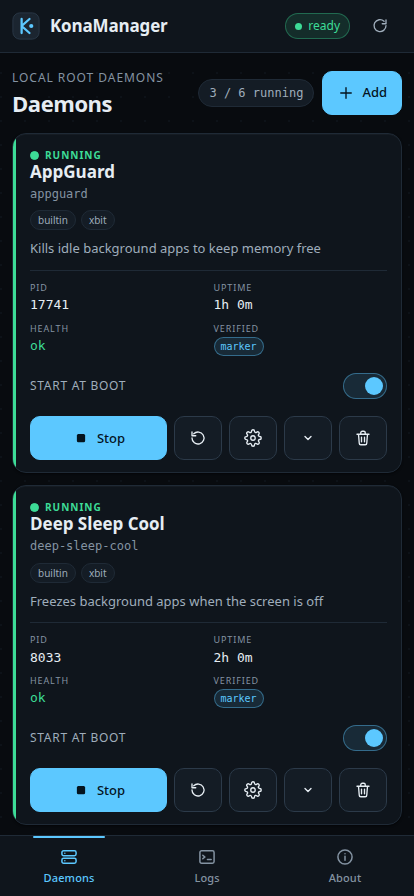 KonaManager
ready
LOCAL ROOT DAEMONS
Daemons
3 / 6 running
Add
RUNNING
AppGuard
appguard
builtin xbit
Kills idle background apps to keep memory free
PID UPTIME
17741 1h 0m
HEALTH VERIFIED
ok marker
START AT BOOT
Stop
RUNNING
Deep Sleep Cool
deep-sleep-cool
builtin xbit
Freezes background apps when the screen is off
PID UPTIME
8033 2h 0m
HEALTH VERIFIED
ok marker
START AT BOOT
Stop
Daemons Logs About